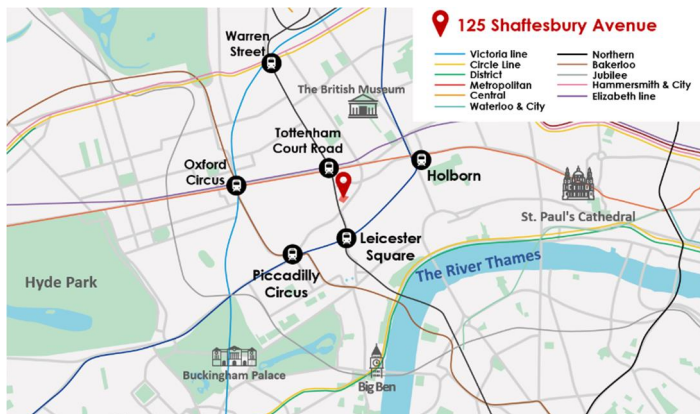 125 Shaftesbury Avenue
Victoria line
Circle Line
District
Metropolitan
Central
Waterloo & City
Northern
Bakerloo
Jubilee
Hammersmith & City
Elizabeth line
Warren
Street
The British Museum
Tottenham
Court Road
Oxford
Circus
Holborn
St. Paul's Cathedral
Leicester
Square
Piccadilly
Circus
The River Thames
Hyde Park
Buckingham Palace
Big Ben